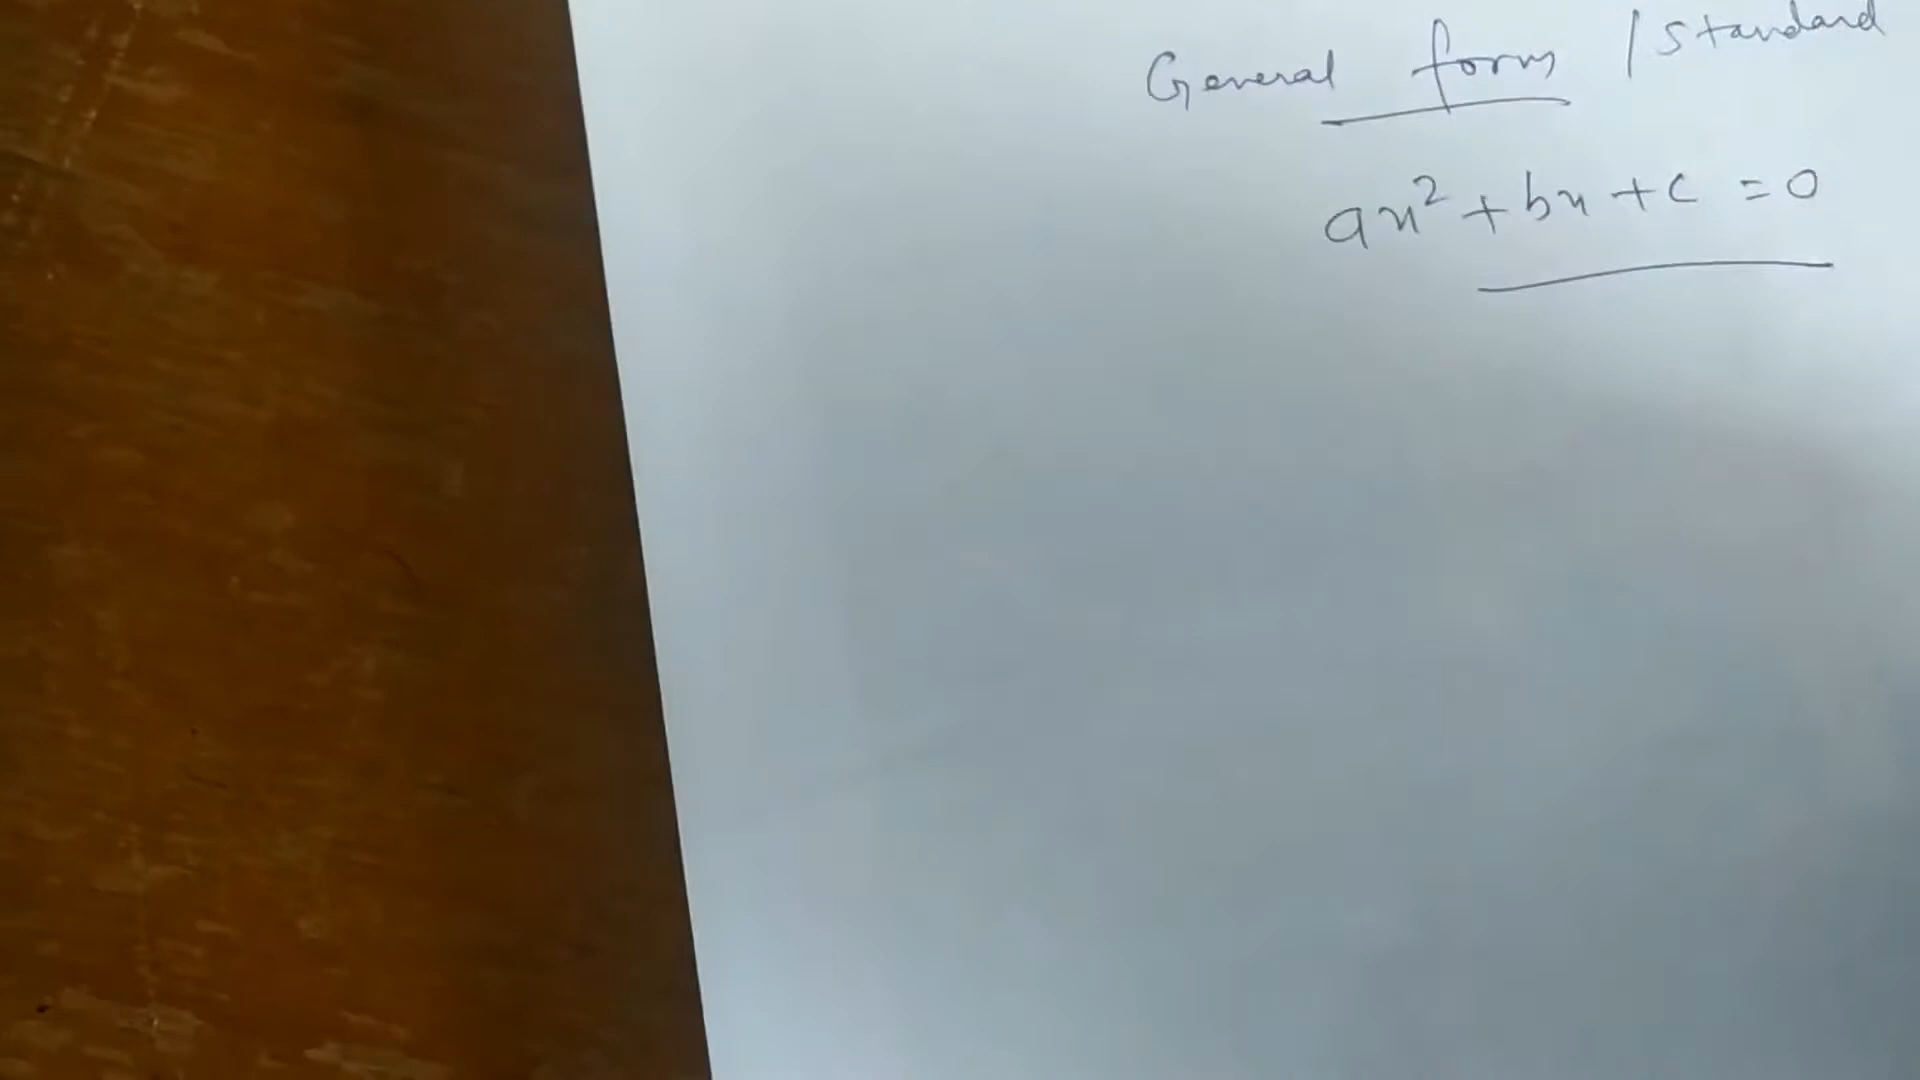 General form / Standard
ax² + bx + c = 0